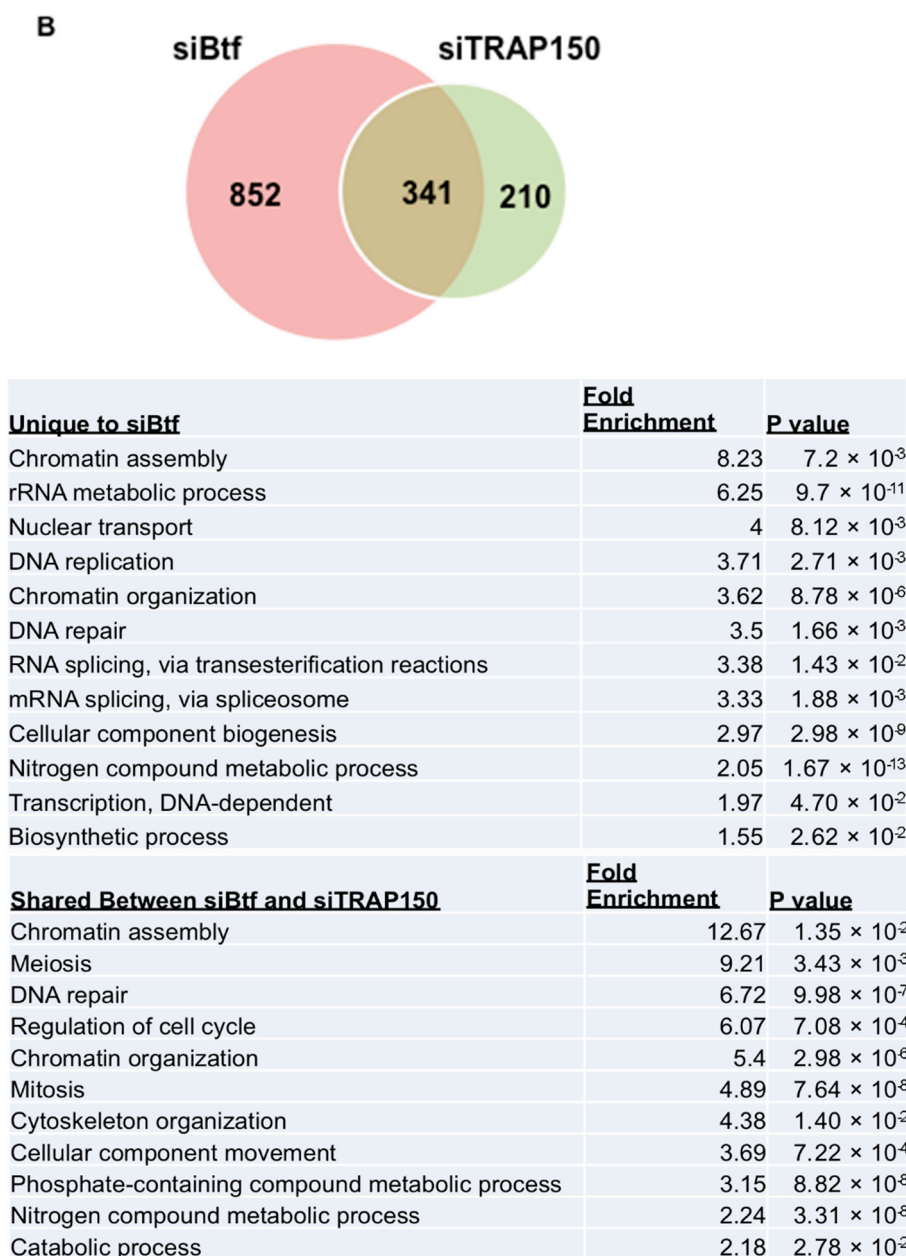 B
siBtf siTRAP150
852 341 210
Unique to siBtf Fold Enrichment P value
Chromatin assembly 8.23 7.2 × 10⁻³
rRNA metabolic process 6.25 9.7 × 10⁻¹¹
Nuclear transport 4 8.12 × 10⁻³
DNA replication 3.71 2.71 × 10⁻³
Chromatin organization 3.62 8.78 × 10⁻⁶
DNA repair 3.5 1.66 × 10⁻³
RNA splicing, via transesterification reactions 3.38 1.43 × 10⁻²
mRNA splicing, via spliceosome 3.33 1.88 × 10⁻³
Cellular component biogenesis 2.97 2.98 × 10⁻⁹
Nitrogen compound metabolic process 2.05 1.67 × 10⁻¹³
Transcription, DNA-dependent 1.97 4.70 × 10⁻²
Biosynthetic process 1.55 2.62 × 10⁻²
Shared Between siBtf and siTRAP150 Fold Enrichment P value
Chromatin assembly 12.67 1.35 × 10⁻²
Meiosis 9.21 3.43 × 10⁻³
DNA repair 6.72 9.98 × 10⁻⁷
Regulation of cell cycle 6.07 7.08 × 10⁻⁴
Chromatin organization 5.4 2.98 × 10⁻⁶
Mitosis 4.89 7.64 × 10⁻⁸
Cytoskeleton organization 4.38 1.40 × 10⁻²
Cellular component movement 3.69 7.22 × 10⁻⁴
Phosphate-containing compound metabolic process 3.15 8.82 × 10⁻⁸
Nitrogen compound metabolic process 2.24 3.31 × 10⁻⁸
Catabolic process 2.18 2.78 × 10⁻²